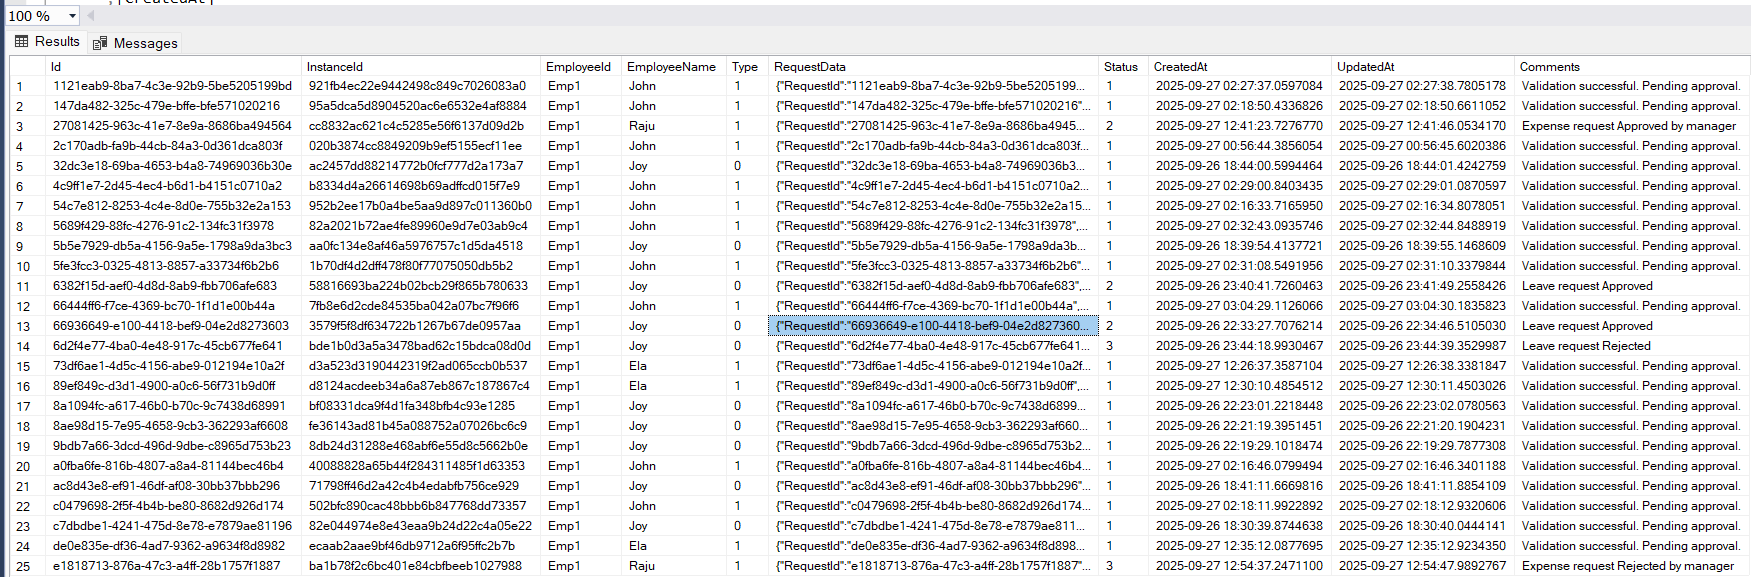 100 %
Results Messages
Id InstanceId EmployeeId EmployeeName Type RequestData Status CreatedAt UpdatedAt Comments
1 1121eab9-8ba7-4c3e-92b9-5be5205199bd 921fb4ec22e9442498c849c7026083a0 Emp1 John 1 {"RequestId":"1121eab9-8ba7-4c3e-92b9-5be5205199... 1 2025-09-27 02:27:37.0597084 2025-09-27 02:27:38.7805178 Validation successful. Pending approval.
2 147da482-325c-479e-bffe-bfe571020216 95a5dca5d8904520ac6e6532e4af8884 Emp1 John 1 {"RequestId":"147da482-325c-479e-bffe-bfe571020216"... 1 2025-09-27 02:18:50.4336826 2025-09-27 02:18:50.6611052 Validation successful. Pending approval.
3 27081425-963c-41e7-8e9a-8686ba494564 cc8832ac621c4c5285e56f6137d09d2b Emp1 Raju 1 {"RequestId":"27081425-963c-41e7-8e9a-8686ba4945... 2 2025-09-27 12:41:23.7276770 2025-09-27 12:41:46.0534170 Expense request Approved by manager
4 2c170adb-fa9b-44cb-84a3-0d361dca803f 020b3874cc8849209b9ef5155ecf11ee Emp1 John 1 {"RequestId":"2c170adb-fa9b-44cb-84a3-0d361dca803f... 1 2025-09-27 00:56:44.3856054 2025-09-27 00:56:45.6020386 Validation successful. Pending approval.
5 32dc3e18-69ba-4653-b4a8-74969036b30e ac2457dd88214772b0fcf777d2a173a7 Emp1 Joy 0 {"RequestId":"32dc3e18-69ba-4653-b4a8-74969036b3... 1 2025-09-26 18:44:00.5994464 2025-09-26 18:44:01.4242759 Validation successful. Pending approval.
6 4c9ff1e7-2d45-4ec4-b6d1-b4151c0710a2 b8334d4a26614698b69adffcd015f7e9 Emp1 John 1 {"RequestId":"4c9ff1e7-2d45-4ec4-b6d1-b4151c0710a2... 1 2025-09-27 02:29:00.8403435 2025-09-27 02:29:01.0870597 Validation successful. Pending approval.
7 54c7e812-8253-4c4e-8d0e-755b32e2a153 952b2ee17b0a4be5aa9d897c011360b0 Emp1 John 1 {"RequestId":"54c7e812-8253-4c4e-8d0e-755b32e2a15... 1 2025-09-27 02:16:33.7165950 2025-09-27 02:16:34.8078051 Validation successful. Pending approval.
8 5689f429-88fc-4276-91c2-134fc31f3978 82a2021b72ae4fe89960e9d7e03ab9c4 Emp1 John 1 {"RequestId":"5689f429-88fc-4276-91c2-134fc31f3978",... 1 2025-09-27 02:32:43.0935746 2025-09-27 02:32:44.8488919 Validation successful. Pending approval.
9 5b5e7929-db5a-4156-9a5e-1798a9da3bc3 aa0fc134e8af46a5976757c1d5da4518 Emp1 Joy 0 {"RequestId":"5b5e7929-db5a-4156-9a5e-1798a9da3b... 1 2025-09-26 18:39:54.4137721 2025-09-26 18:39:55.1468609 Validation successful. Pending approval.
10 5fe3fcc3-0325-4813-8857-a33734f6b2b6 1b70df4d2dff478f80f77075050db5b2 Emp1 John 1 {"RequestId":"5fe3fcc3-0325-4813-8857-a33734f6b2b6"... 1 2025-09-27 02:31:08.5491956 2025-09-27 02:31:10.3379844 Validation successful. Pending approval.
11 6382f15d-aef0-4d8d-8ab9-fbb706afe683 58816693ba224b02bcb29f865b780633 Emp1 Joy 0 {"RequestId":"6382f15d-aef0-4d8d-8ab9-fbb706afe683",... 2 2025-09-26 23:40:41.7260463 2025-09-26 23:41:49.2558426 Leave request Approved
12 66444ff6-f7ce-4369-bc70-1f1d1e00b44a 7fb8e6d2cde84535ba042a07bc7f96f6 Emp1 John 1 {"RequestId":"66444ff6-f7ce-4369-bc70-1f1d1e00b44a",... 1 2025-09-27 03:04:29.1126066 2025-09-27 03:04:30.1835823 Validation successful. Pending approval.
13 66936649-e100-4418-bef9-04e2d8273603 3579f5f8df634722b1267b67de0957aa Emp1 Joy 0 {"RequestId":"66936649-e100-4418-bef9-04e2d827360... 2 2025-09-26 22:33:27.7076214 2025-09-26 22:34:46.5105030 Leave request Approved
14 6d2f4e77-4ba0-4e48-917c-45cb677fe641 bde1b0d3a5a3478bad62c15bdca08d0d Emp1 Joy 0 {"RequestId":"6d2f4e77-4ba0-4e48-917c-45cb677fe641... 3 2025-09-26 23:44:18.9930467 2025-09-26 23:44:39.3529987 Leave request Rejected
15 73df6ae1-4d5c-4156-abe9-012194e10a2f d3a523d3190442319f2ad065ccb0b537 Emp1 Ela 1 {"RequestId":"73df6ae1-4d5c-4156-abe9-012194e10a2f"... 1 2025-09-27 12:26:37.3587104 2025-09-27 12:26:38.3381847 Validation successful. Pending approval.
16 89ef849c-d3d1-4900-a0c6-56f731b9d0ff d8124acdeeb34a6a87eb867c187867c4 Emp1 Ela 1 {"RequestId":"89ef849c-d3d1-4900-a0c6-56f731b9d0ff",... 1 2025-09-27 12:30:10.4854512 2025-09-27 12:30:11.4503026 Validation successful. Pending approval.
17 8a1094fc-a617-46b0-b70c-9c7438d68991 bf08331dca9f4d1fa348bfb4c93e1285 Emp1 Joy 0 {"RequestId":"8a1094fc-a617-46b0-b70c-9c7438d6899... 1 2025-09-26 22:23:01.2218448 2025-09-26 22:23:02.0780563 Validation successful. Pending approval.
18 8ae98d15-7e95-4658-9cb3-362293af6608 fe36143ad81b45a088752a07026bc6c9 Emp1 Joy 0 {"RequestId":"8ae98d15-7e95-4658-9cb3-362293af660... 1 2025-09-26 22:21:19.3951451 2025-09-26 22:21:20.1904231 Validation successful. Pending approval.
19 9bdb7a66-3dcd-496d-9dbe-c8965d753b23 8db24d31288e468abf6e55d8c5662b0e Emp1 Joy 0 {"RequestId":"9bdb7a66-3dcd-496d-9dbe-c8965d753b2... 1 2025-09-26 22:19:29.1018474 2025-09-26 22:19:29.7877308 Validation successful. Pending approval.
20 a0fba6fe-816b-4807-a8a4-81144bec46b4 40088828a65b44f284311485f1d63353 Emp1 John 1 {"RequestId":"a0fba6fe-816b-4807-a8a4-81144bec46b4... 1 2025-09-27 02:16:46.0799494 2025-09-27 02:16:46.3401188 Validation successful. Pending approval.
21 ac8d43e8-ef91-46df-af08-30bb37bbb296 71798ff46d2a42c4b4edabfb756ce929 Emp1 Joy 0 {"RequestId":"ac8d43e8-ef91-46df-af08-30bb37bbb296"... 1 2025-09-26 18:41:11.6669816 2025-09-26 18:41:11.8854109 Validation successful. Pending approval.
22 c0479698-2f5f-4b4b-be80-8682d926d174 502bfc890cac48bbb6b847768dd73357 Emp1 John 1 {"RequestId":"c0479698-2f5f-4b4b-be80-8682d926d174... 1 2025-09-27 02:18:11.9922892 2025-09-27 02:18:12.9320606 Validation successful. Pending approval.
23 c7dbdbe1-4241-475d-8e78-e7879ae81196 82e044974e8e43eaa9b24d22c4a05e22 Emp1 Joy 0 {"RequestId":"c7dbdbe1-4241-475d-8e78-e7879ae811... 1 2025-09-26 18:30:39.8744638 2025-09-26 18:30:40.0444141 Validation successful. Pending approval.
24 de0e835e-df36-4ad7-9362-a9634f8d8982 ecaab2aae9bf46db9712a6f95ffc2b7b Emp1 Ela 1 {"RequestId":"de0e835e-df36-4ad7-9362-a9634f8d898... 1 2025-09-27 12:35:12.0877695 2025-09-27 12:35:12.9234350 Validation successful. Pending approval.
25 e1818713-876a-47c3-a4ff-28b1757f1887 ba1b78f2c6bc401e84cbfbeeb1027988 Emp1 Raju 1 {"RequestId":"e1818713-876a-47c3-a4ff-28b1757f1887"... 3 2025-09-27 12:54:37.2471100 2025-09-27 12:54:47.9892767 Expense request Rejected by manager